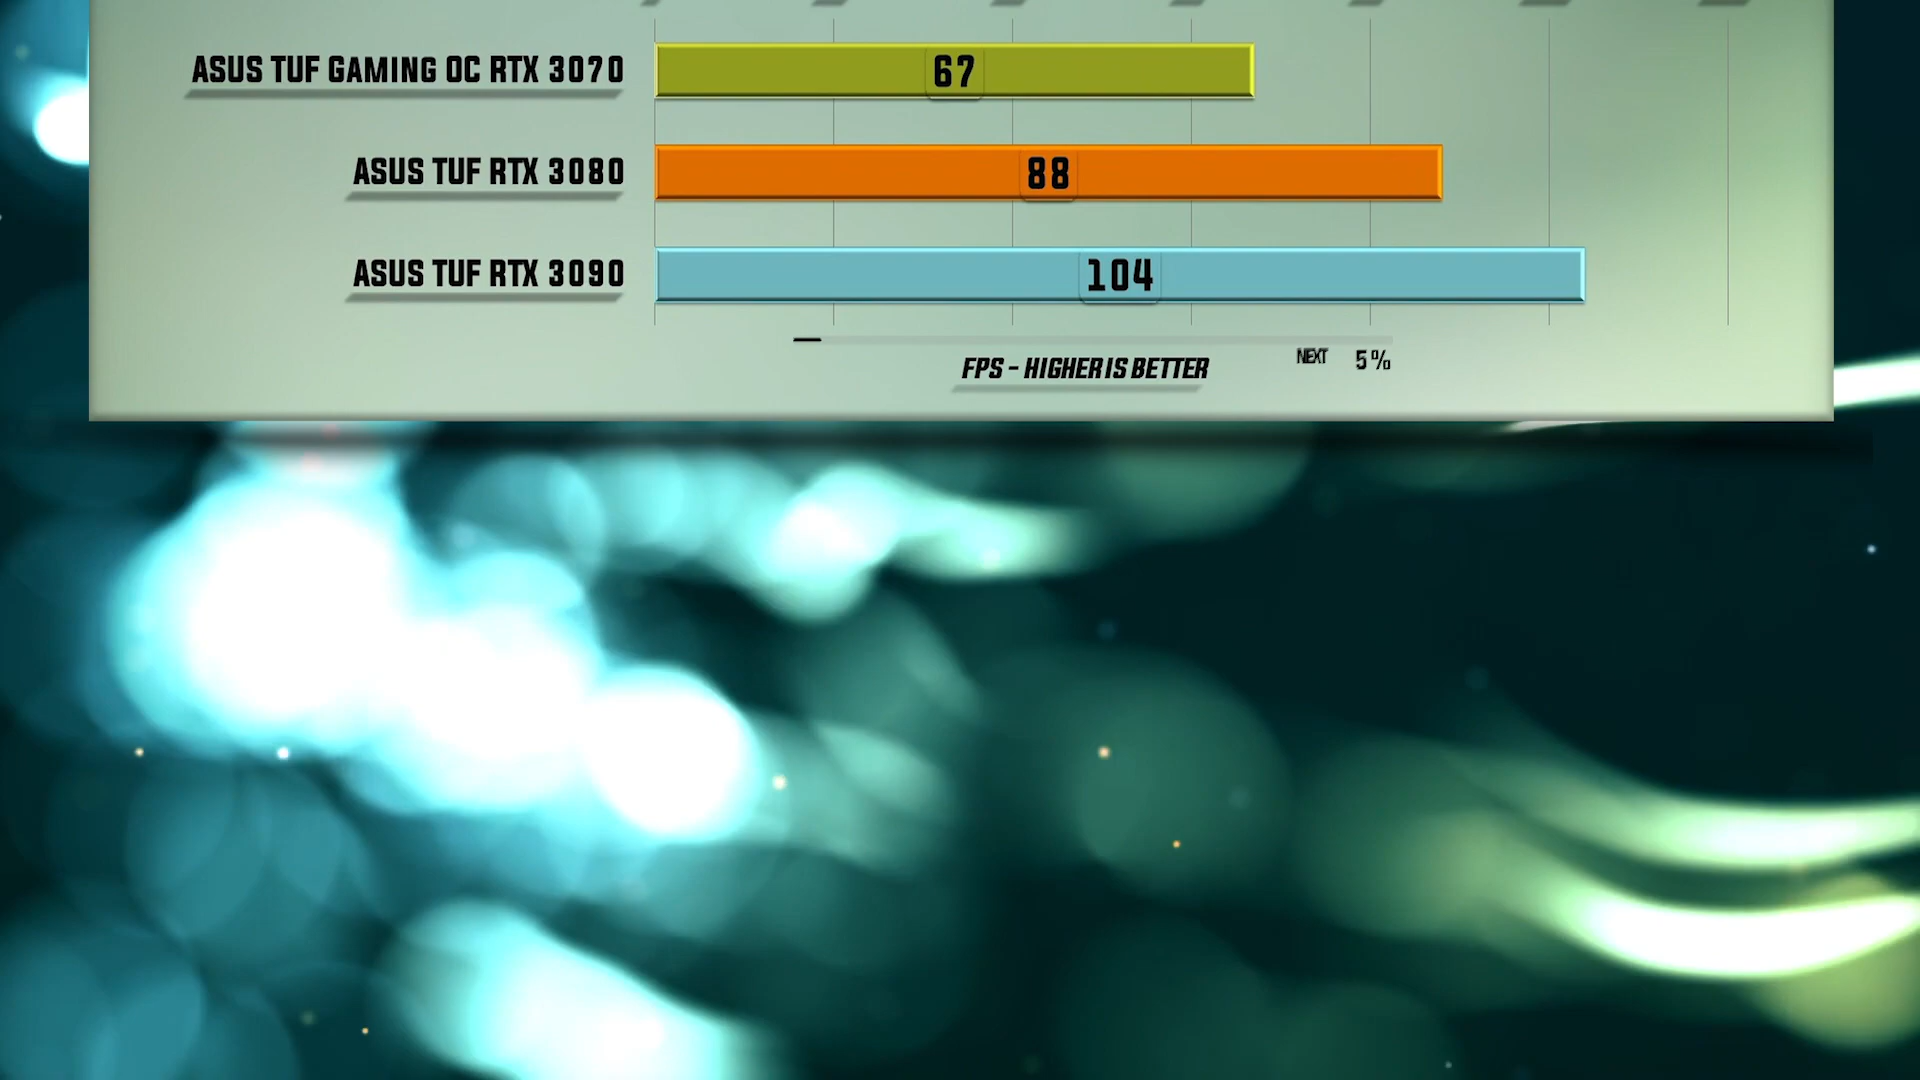 ASUS TUF GAMING OC RTX 3070
67
ASUS TUF RTX 3080
88
ASUS TUF RTX 3090
104
FPS - HIGHER IS BETTER
NEXT 5%